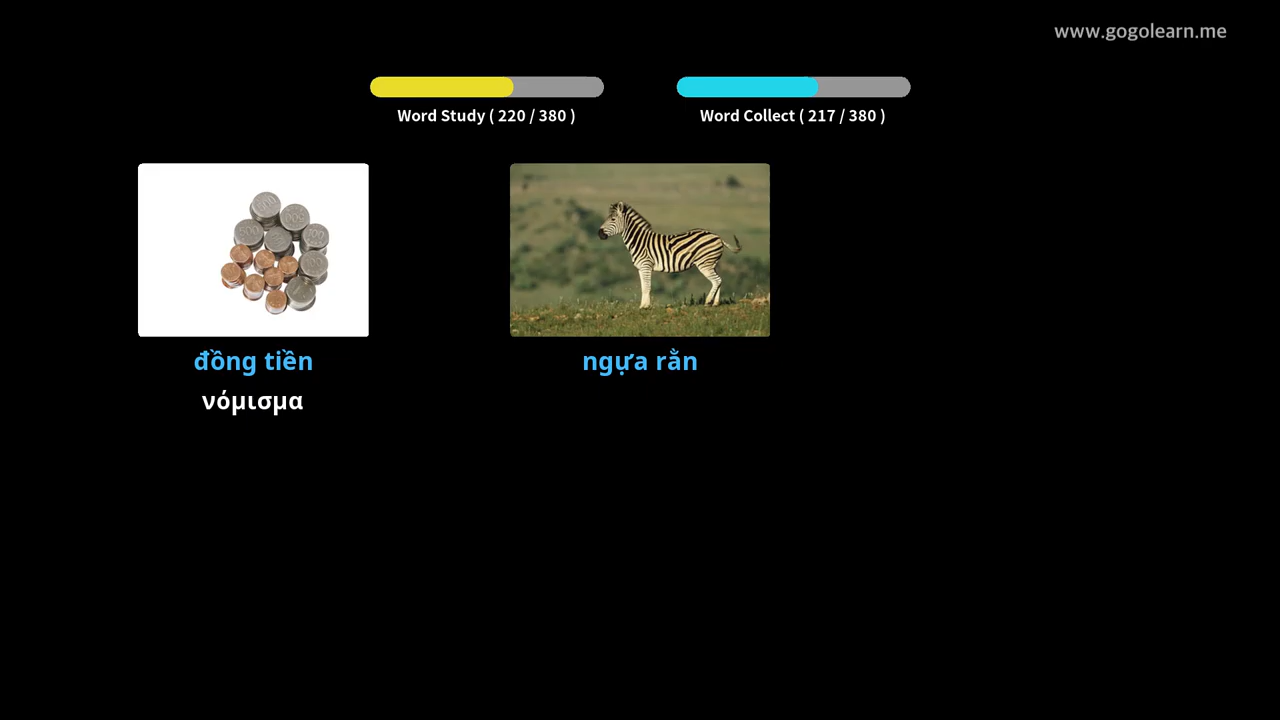 www.gogolearn.me
Word Study ( 220 / 380 )
Word Collect ( 217 / 380 )
đồng tiền
νόμισμα
ngựa rằn